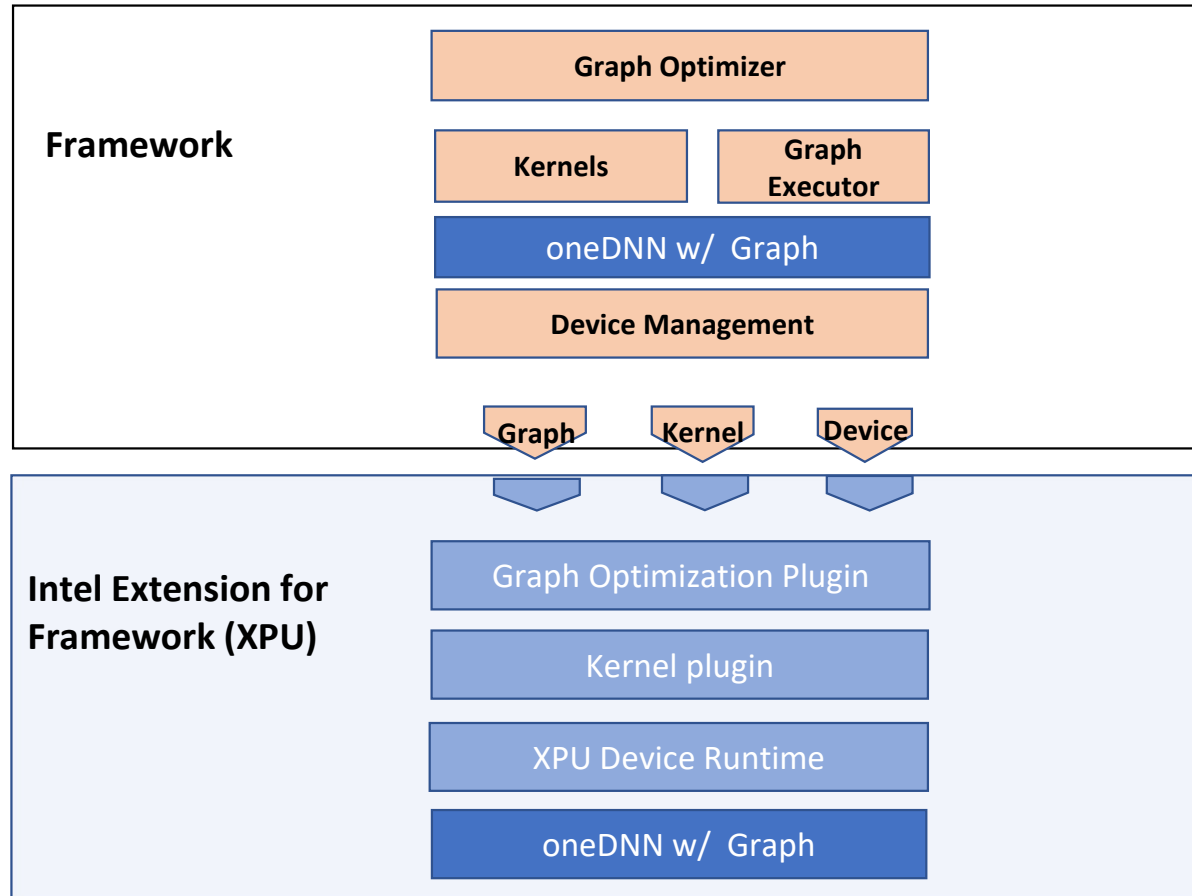 Graph Optimizer
Framework
Kernels
Graph
Executor
oneDNN w/ Graph
Device Management
Graph
Kernel
Device
Graph Optimization Plugin
Intel Extension for
Framework (XPU)
Kernel plugin
XPU Device Runtime
oneDNN w/ Graph